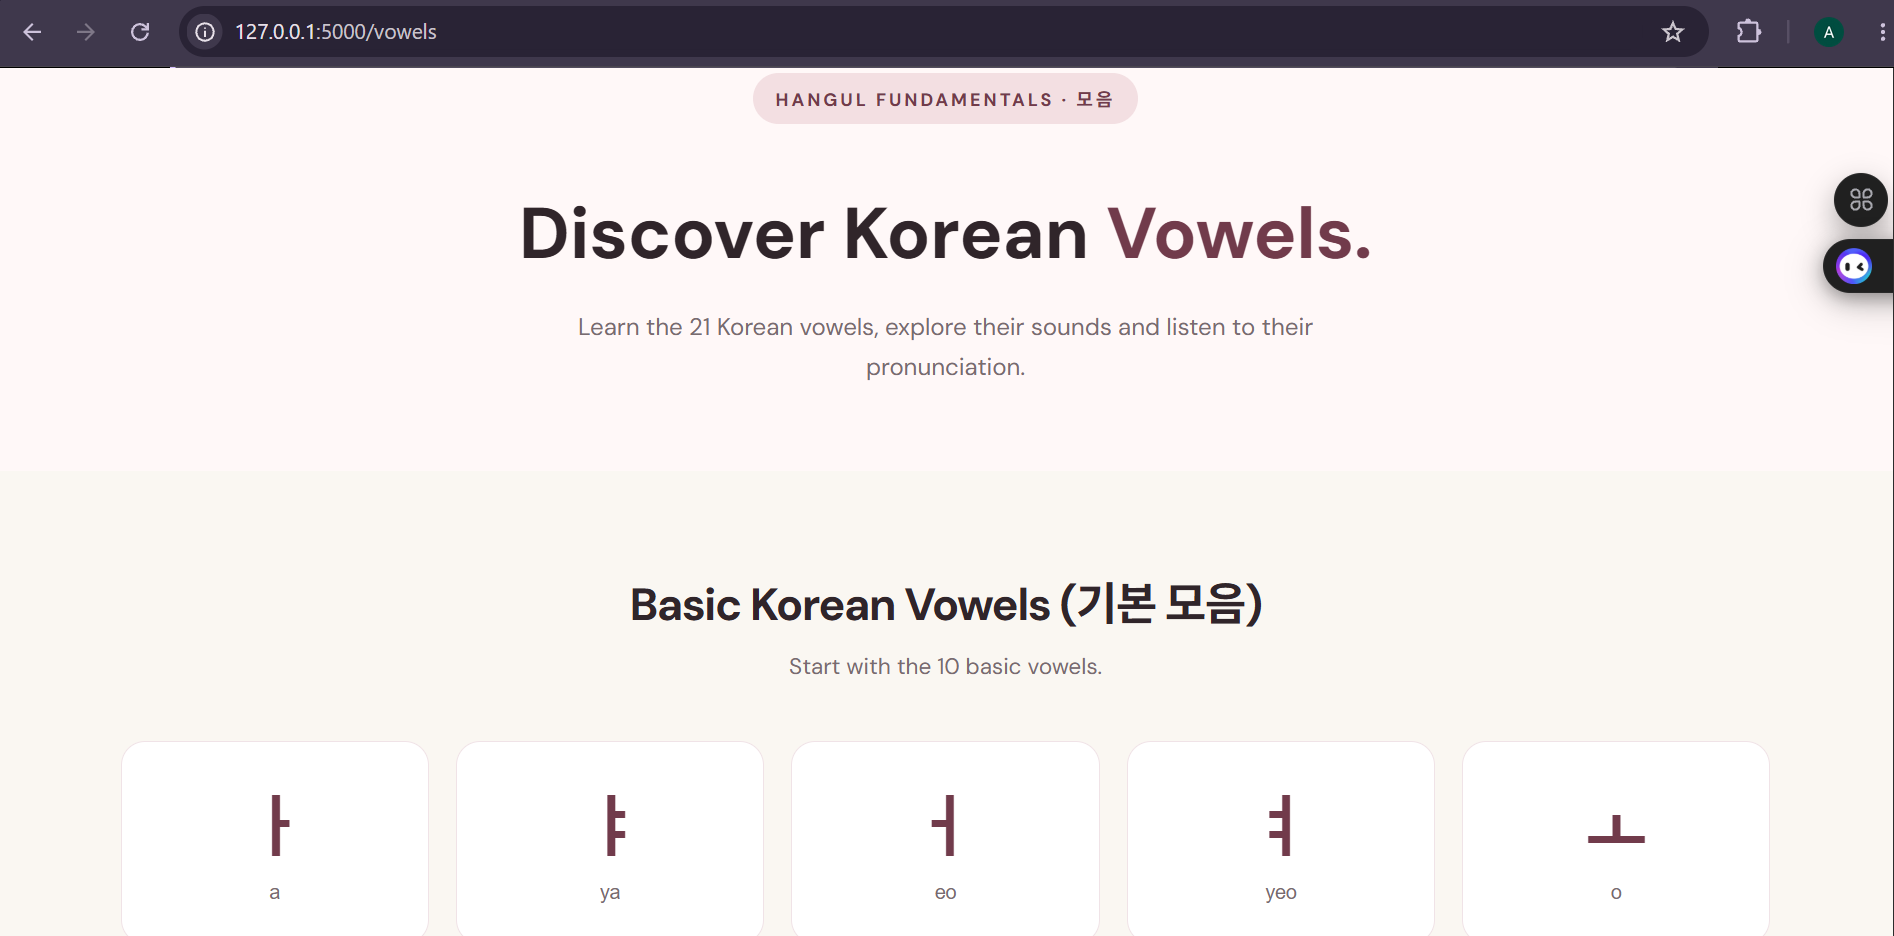 127.0.0.1:5000/vowels
A
HANGUL FUNDAMENTALS · 모음
Discover Korean Vowels.
Learn the 21 Korean vowels, explore their sounds and listen to their
pronunciation.
Basic Korean Vowels (기본 모음)
Start with the 10 basic vowels.
ㅏ ㅑ ㅓ ㅕ ㅗ
a ya eo yeo o